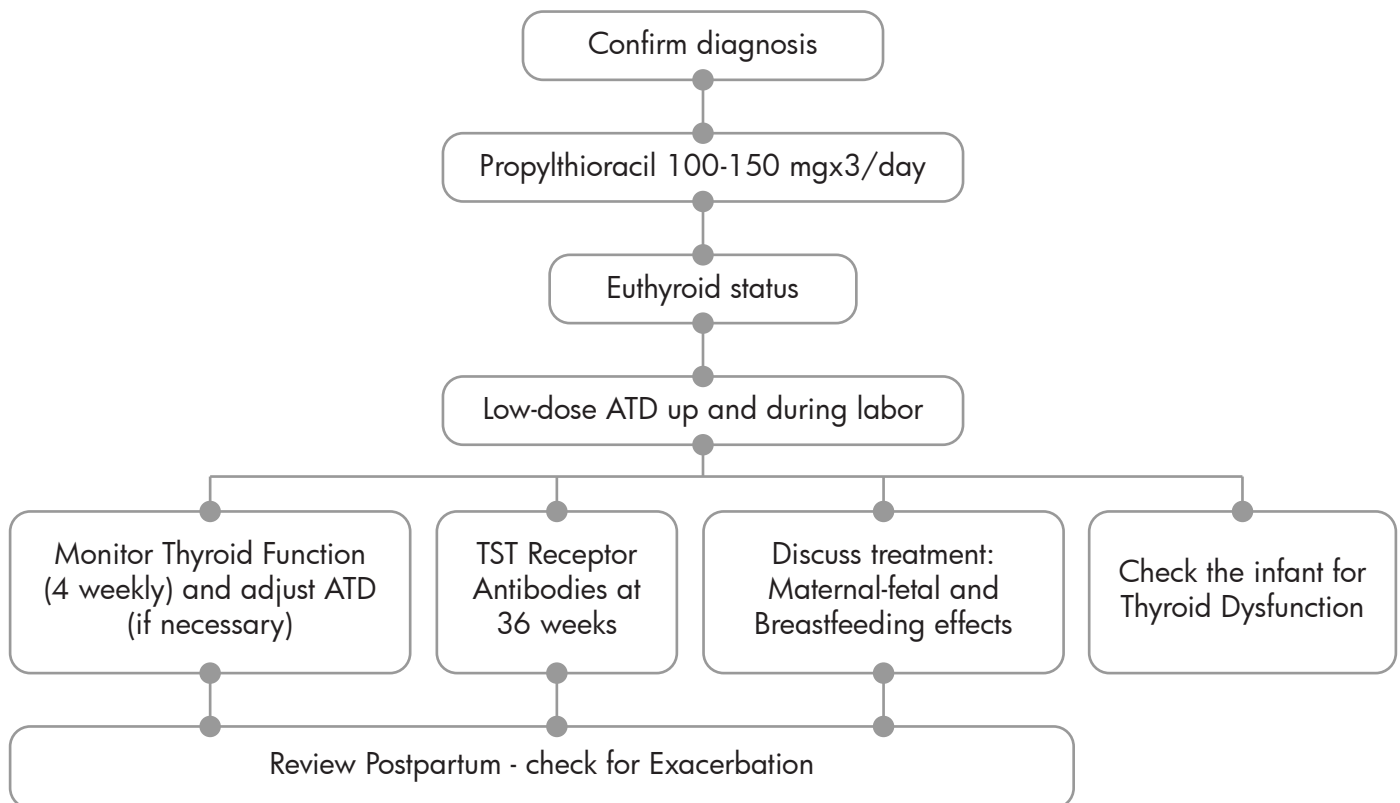 Confirm diagnosis
Propylthioracil 100-150 mgx3/day
Euthyroid status
Low-dose ATD up and during labor
Monitor Thyroid Function
(4 weekly) and adjust ATD
(if necessary)
TST Receptor
Antibodies at
36 weeks
Discuss treatment:
Maternal-fetal and
Breastfeeding effects
Check the infant for
Thyroid Dysfunction
Review Postpartum - check for Exacerbation